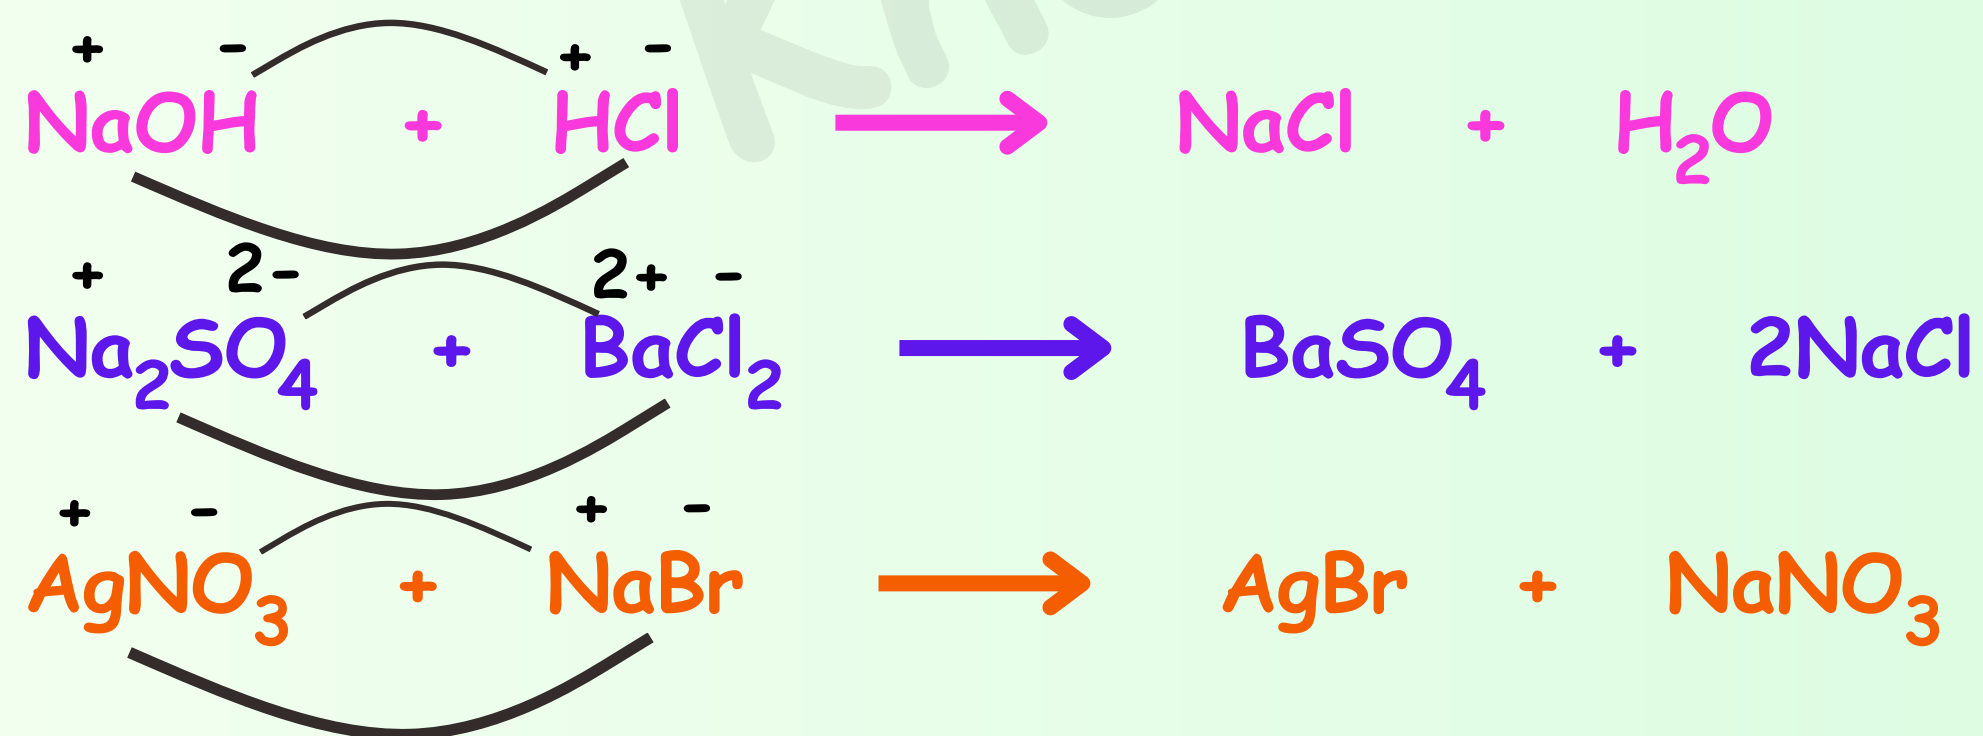 + - + -
NaOH + HCl → NaCl + H₂O
+ 2- 2+ -
Na₂SO₄ + BaCl₂ → BaSO₄ + 2NaCl
+ - + -
AgNO₃ + NaBr → AgBr + NaNO₃